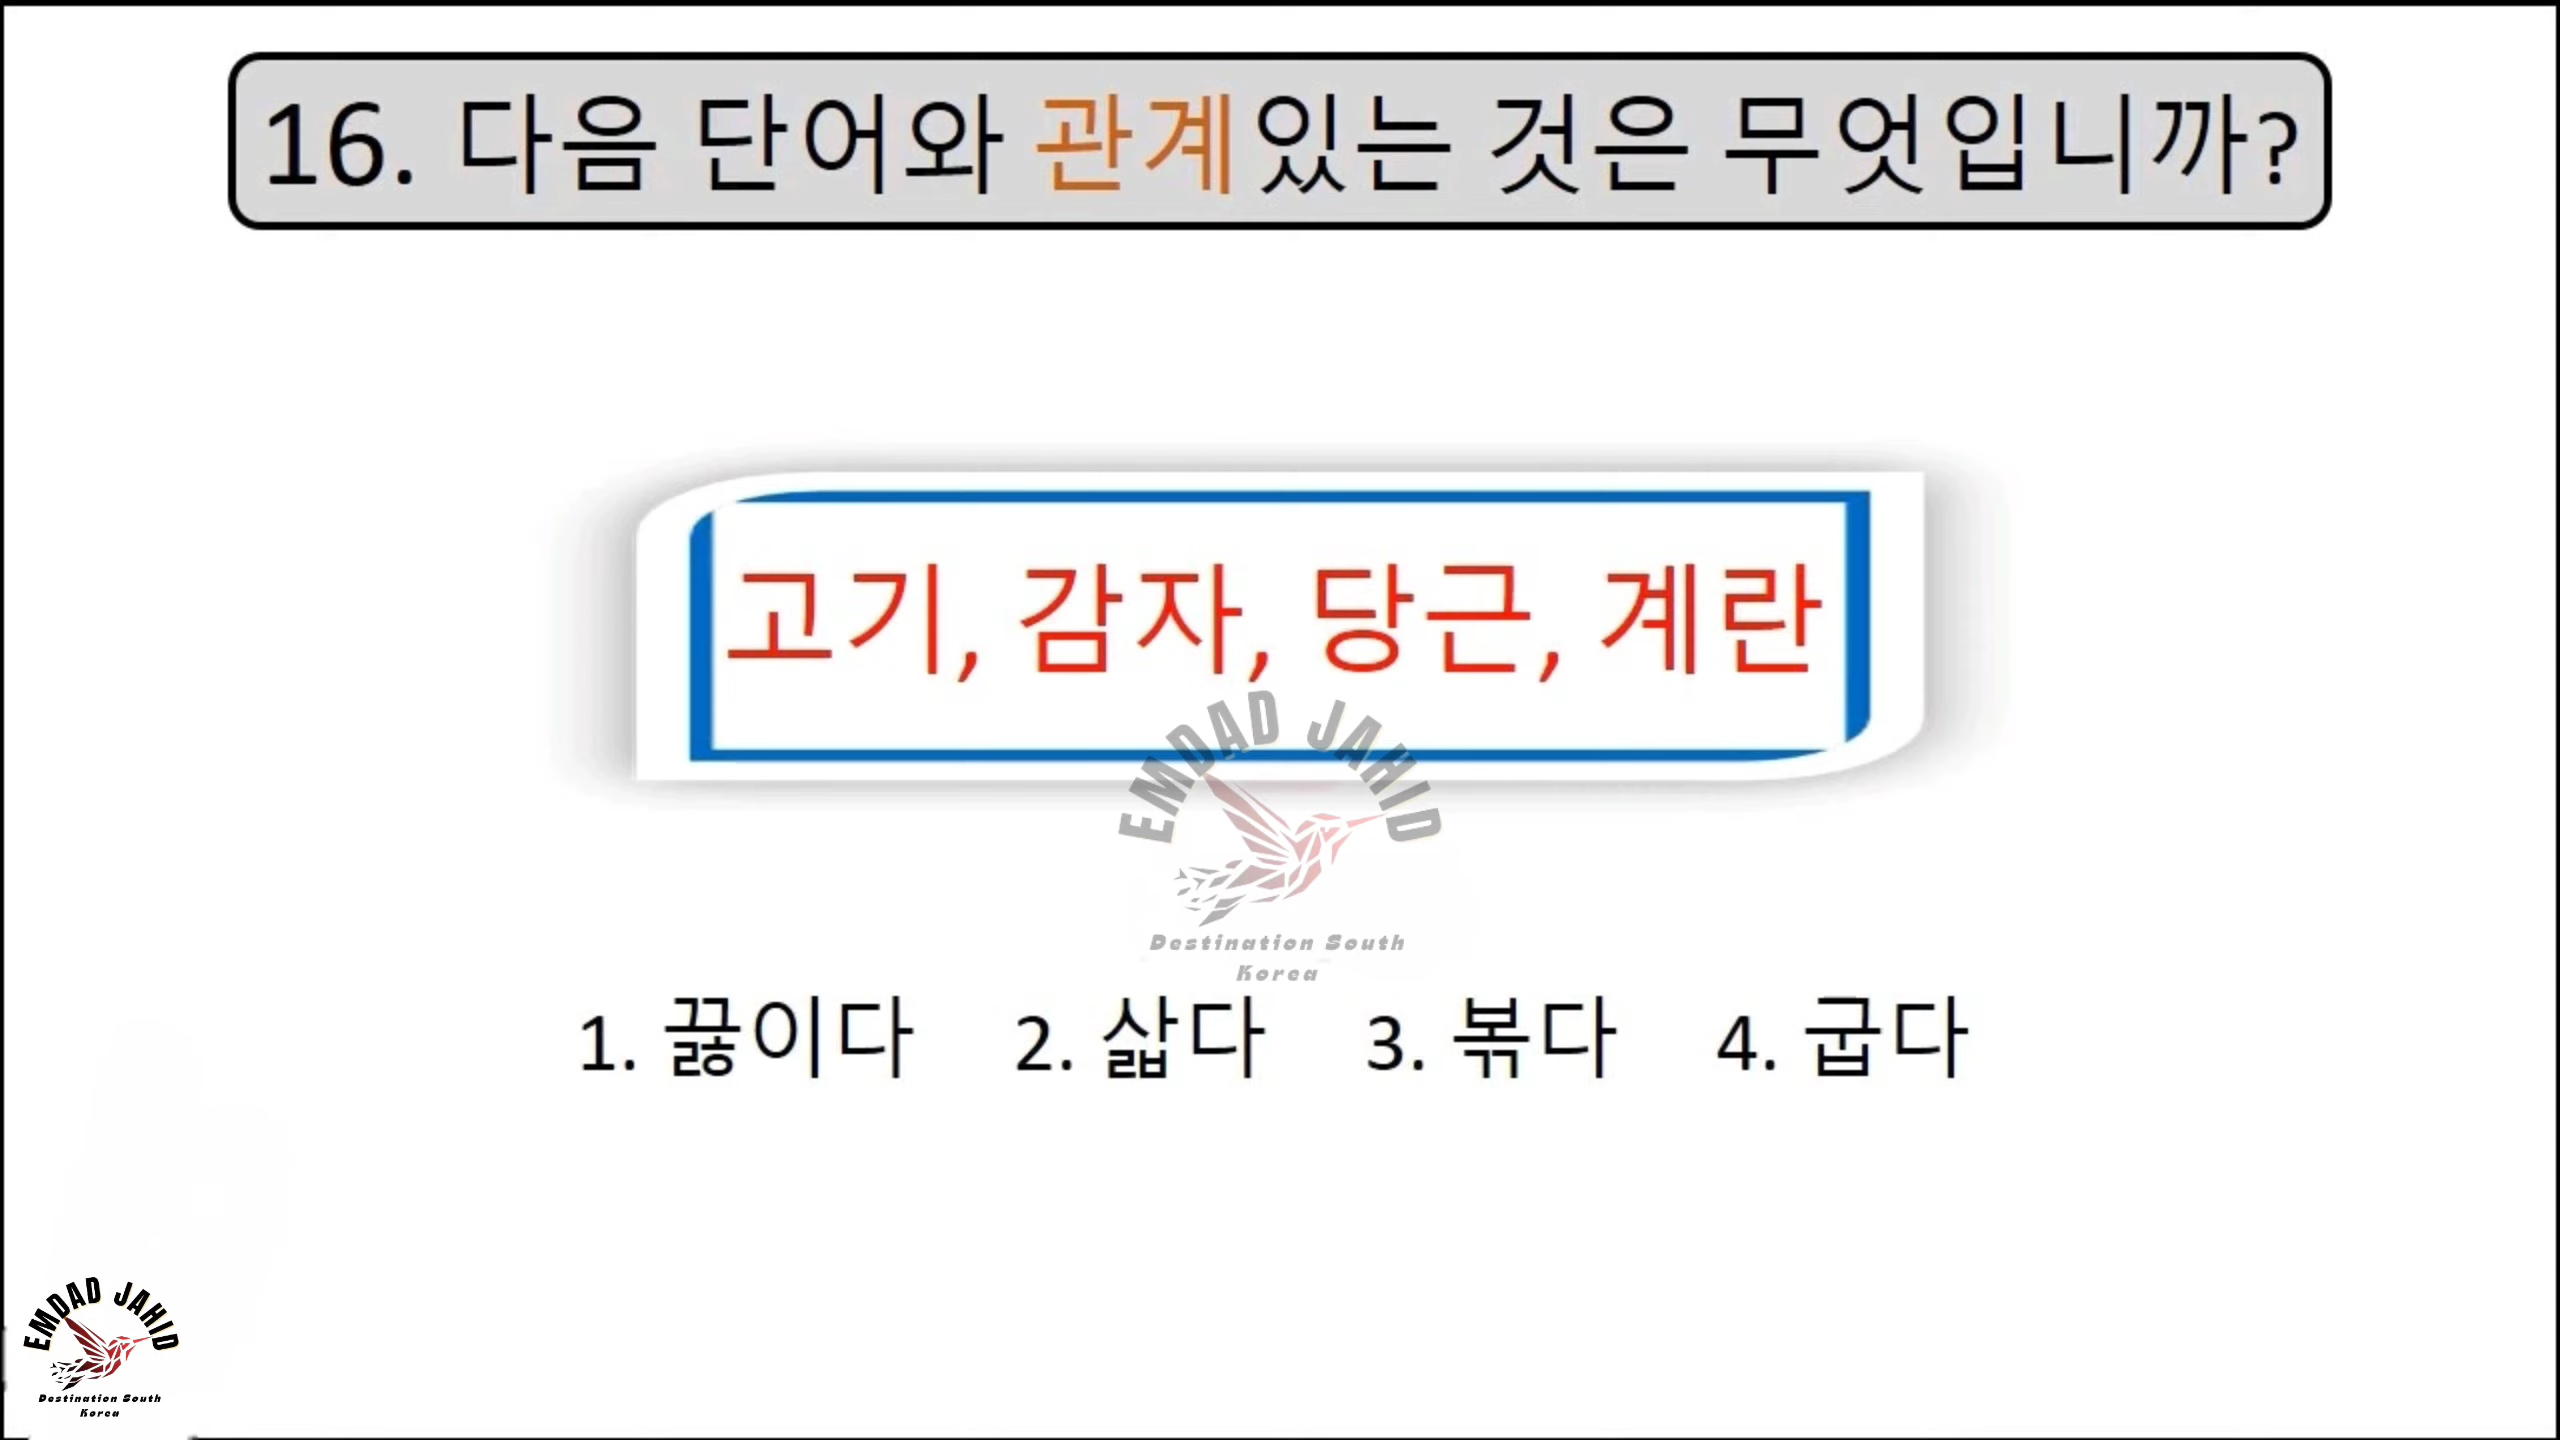 16. 다음 단어와 관계있는 것은 무엇입니까?
고기, 감자, 당근, 계란
EMDAD JAHID
Destination South
Korea
1. 끓이다 2. 삶다 3. 볶다 4. 굽다
EMDAD JAHID
Destination South
Korea